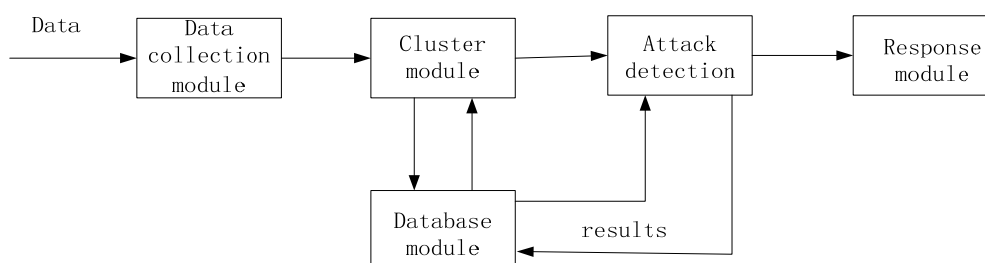 Data
Data
collection
module
Cluster
module
Attack
detection
Response
module
Database
module
results